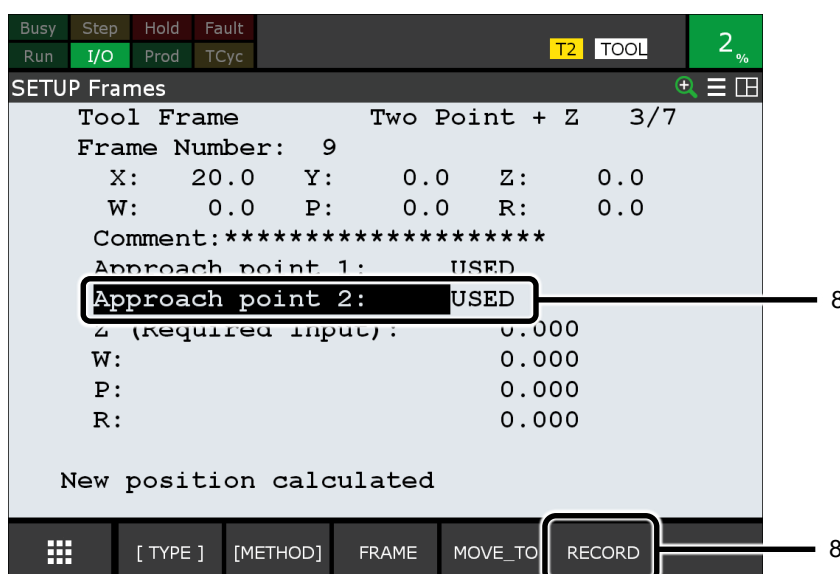 Busy Step Hold Fault
Run I/O Prod TCyc T2 TOOL 2%
SETUP Frames
Tool Frame Two Point + Z 3/7
Frame Number: 9
X: 20.0 Y: 0.0 Z: 0.0
W: 0.0 P: 0.0 R: 0.0
Comment:********************
Approach point 1: USED
Approach point 2: USED
8
Z (Required Input): 0.000
W: 0.000
P: 0.000
R: 0.000
New position calculated
[ TYPE ] [METHOD] FRAME MOVE_TO RECORD
8